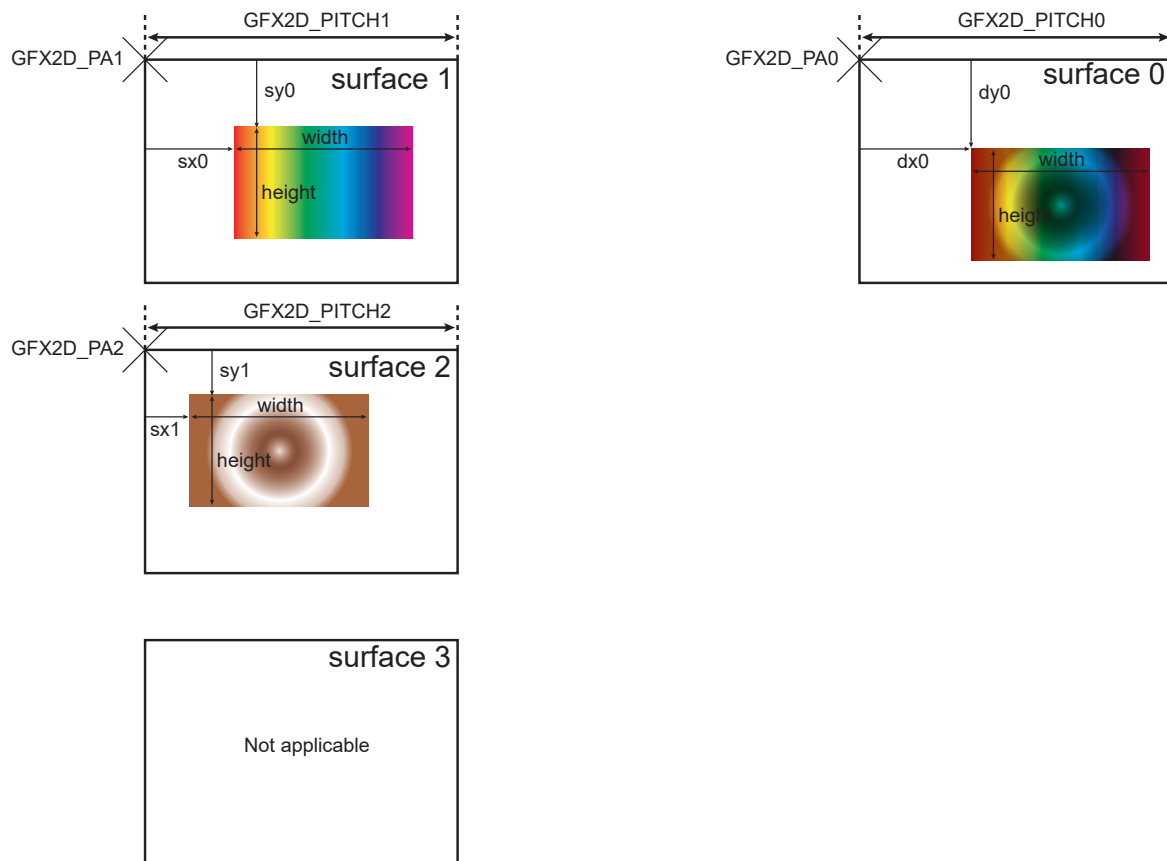 GFX2D_PITCH1
GFX2D_PITCH0
GFX2D_PA1
GFX2D_PA0
surface 1
surface 0
sy0
dy0
width
width
sx0
dx0
height
height
GFX2D_PITCH2
GFX2D_PA2
surface 2
sy1
width
sx1
height
surface 3
Not applicable